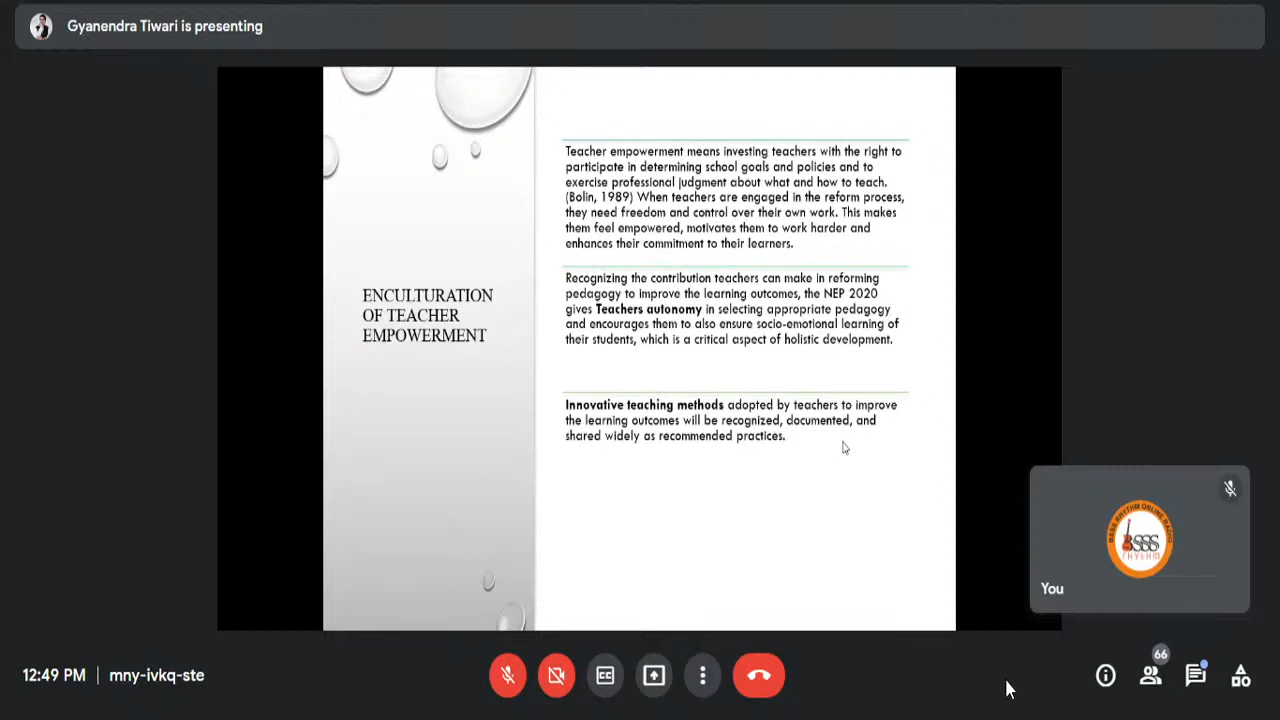 Gyanendra Tiwari is presenting
Teacher empowerment means investing teachers with the right to
participate in determining school goals and policies and to
exercise professional judgment about what and how to teach.
(Bolin, 1989) When teachers are engaged in the reform process,
they need freedom and control over their own work. This makes
them feel empowered, motivates them to work harder and
enhances their commitment to their learners.
ENCULTURATION
OF TEACHER
EMPOWERMENT
Recognizing the contribution teachers can make in reforming
pedagogy to improve the learning outcomes, the NEP 2020
gives Teachers autonomy in selecting appropriate pedagogy
and encourages them to also ensure socio-emotional learning of
their students, which is a critical aspect of holistic development.
Innovative teaching methods adopted by teachers to improve
the learning outcomes will be recognized, documented, and
shared widely as recommended practices.
BSSS RHYTHM ONLINE RADIO
BSSS
RHYTHM
You
12:49 PM | mny-ivkq-ste
CC
66